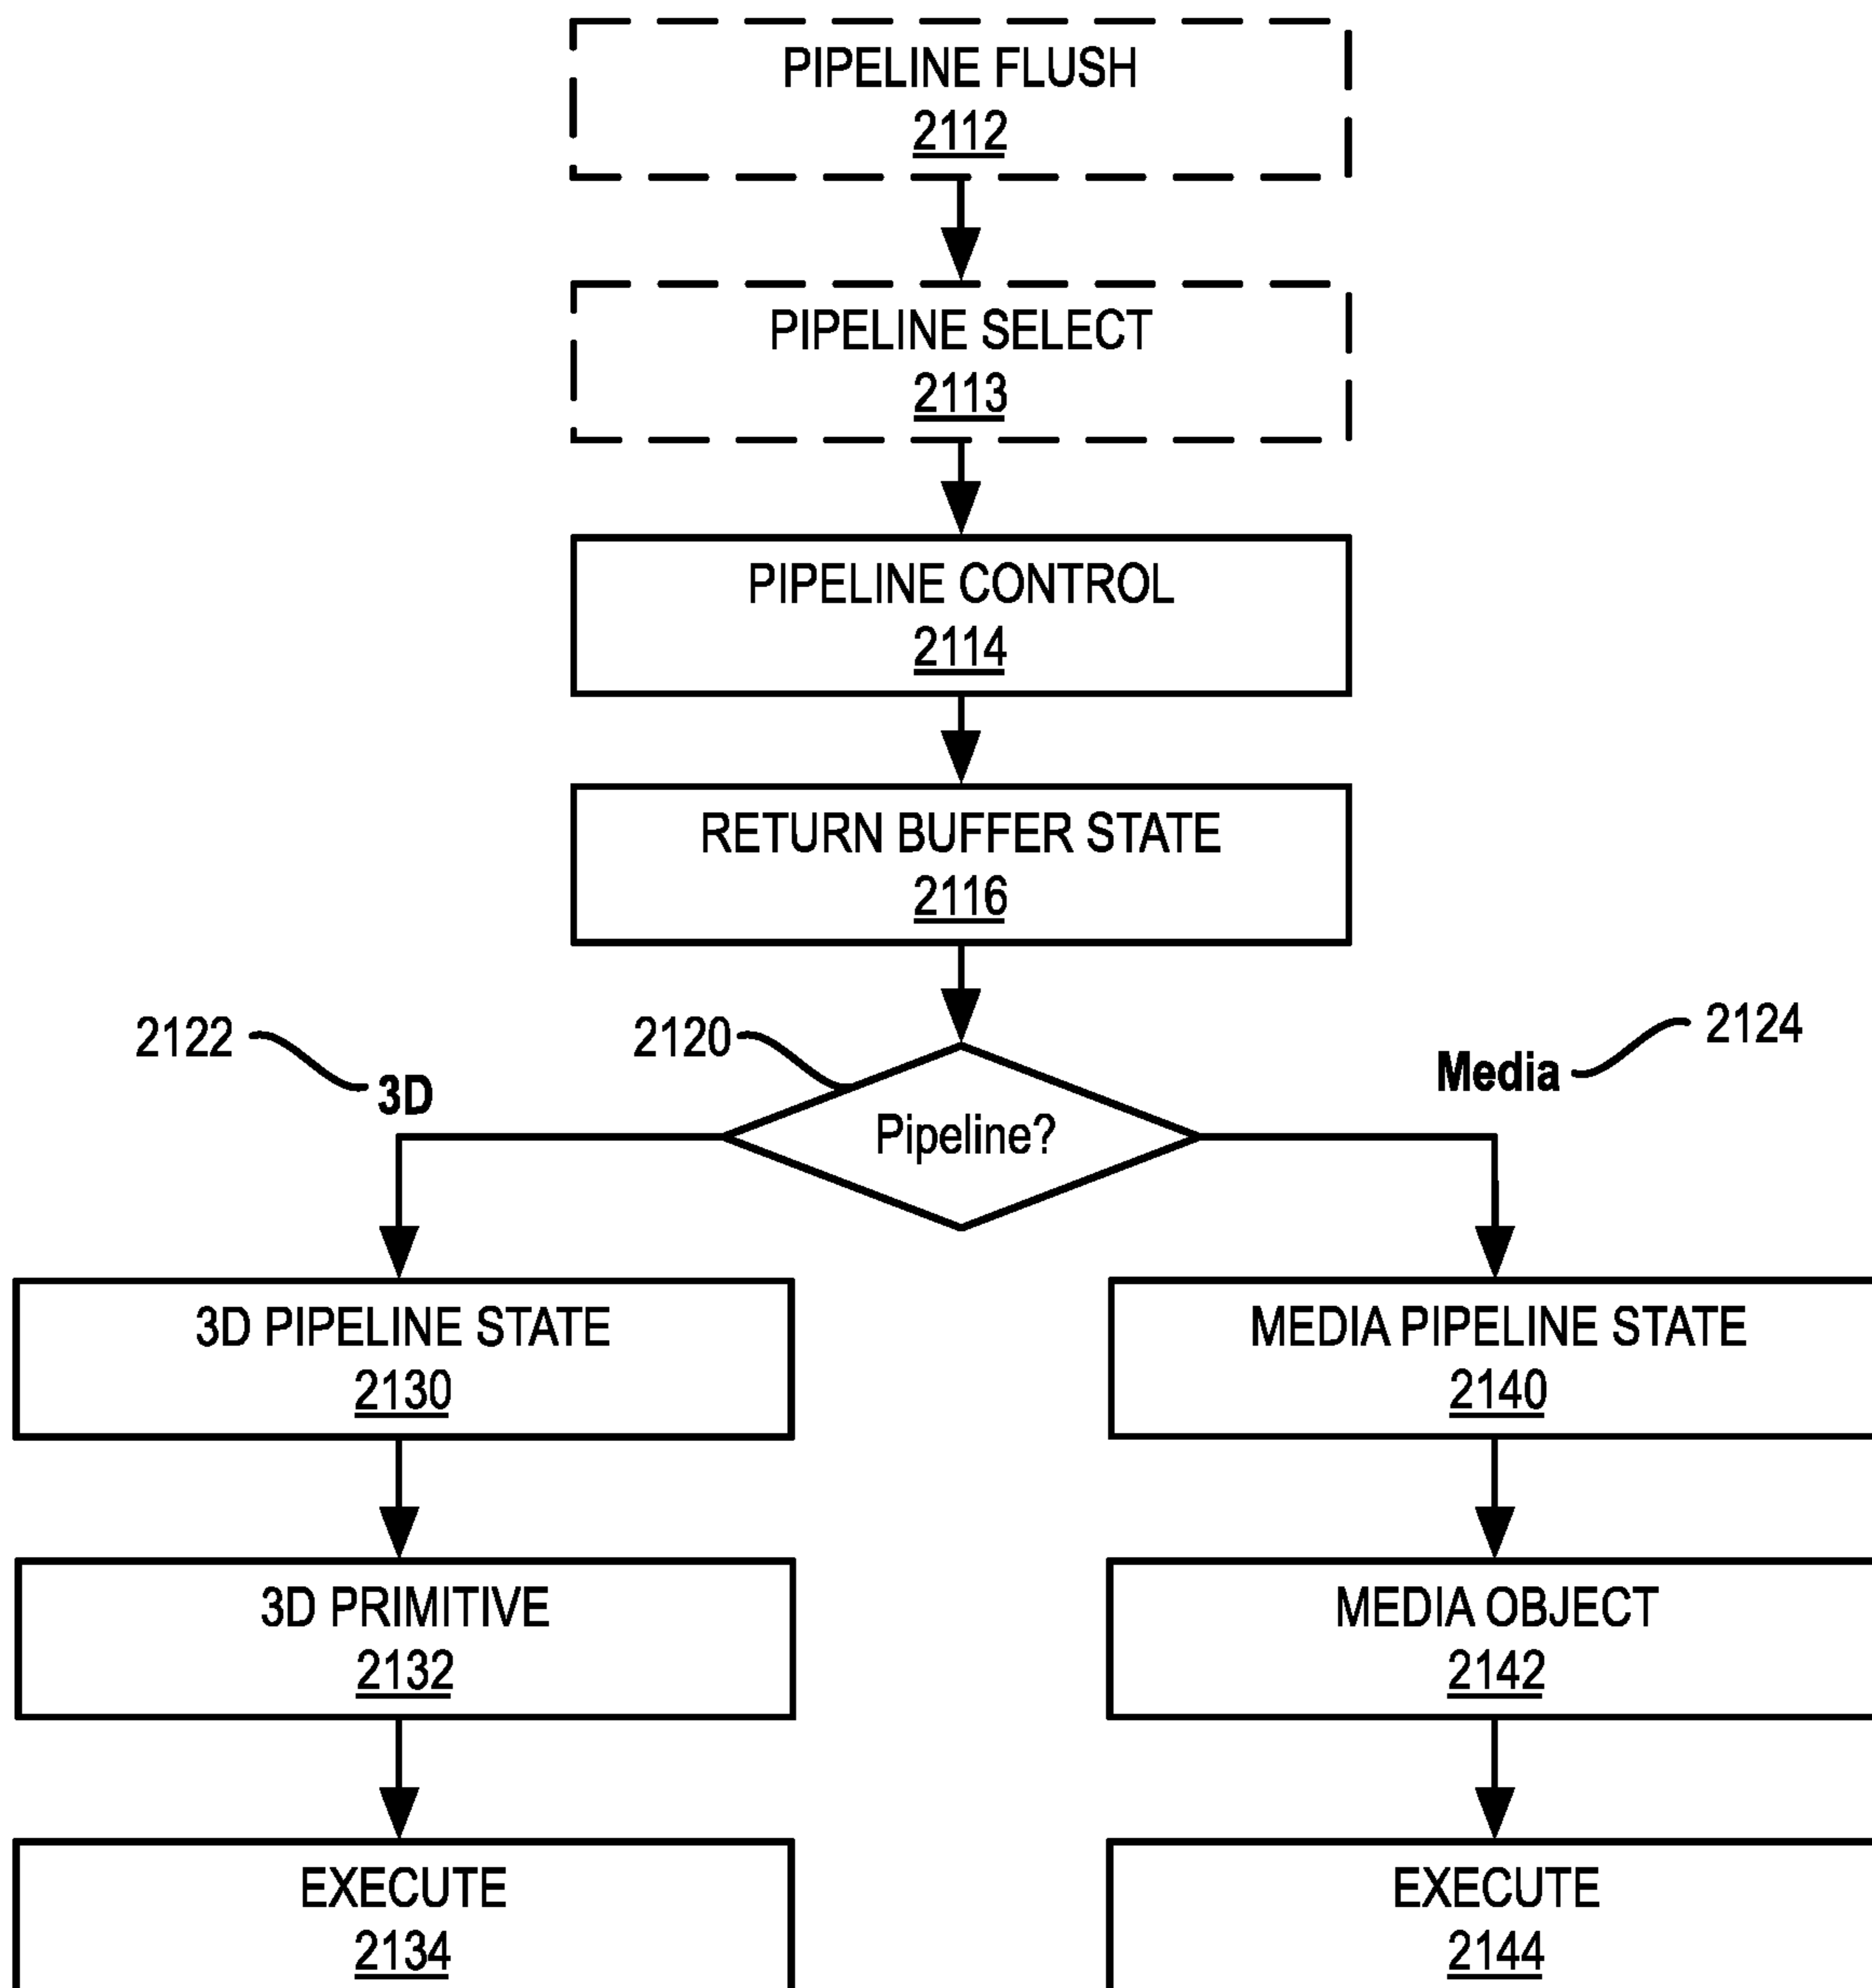 PIPELINE FLUSH
2112
PIPELINE SELECT
2113
PIPELINE CONTROL
2114
RETURN BUFFER STATE
2116
2122
3D
2120
Pipeline?
Media
2124
3D PIPELINE STATE
2130
MEDIA PIPELINE STATE
2140
3D PRIMITIVE
2132
MEDIA OBJECT
2142
EXECUTE
2134
EXECUTE
2144